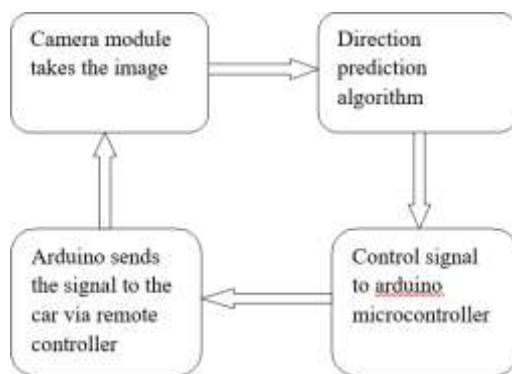 Camera module
takes the image
Direction
prediction
algorithm
Control signal
to arduino
microcontroller
Arduino sends
the signal to the
car via remote
controller